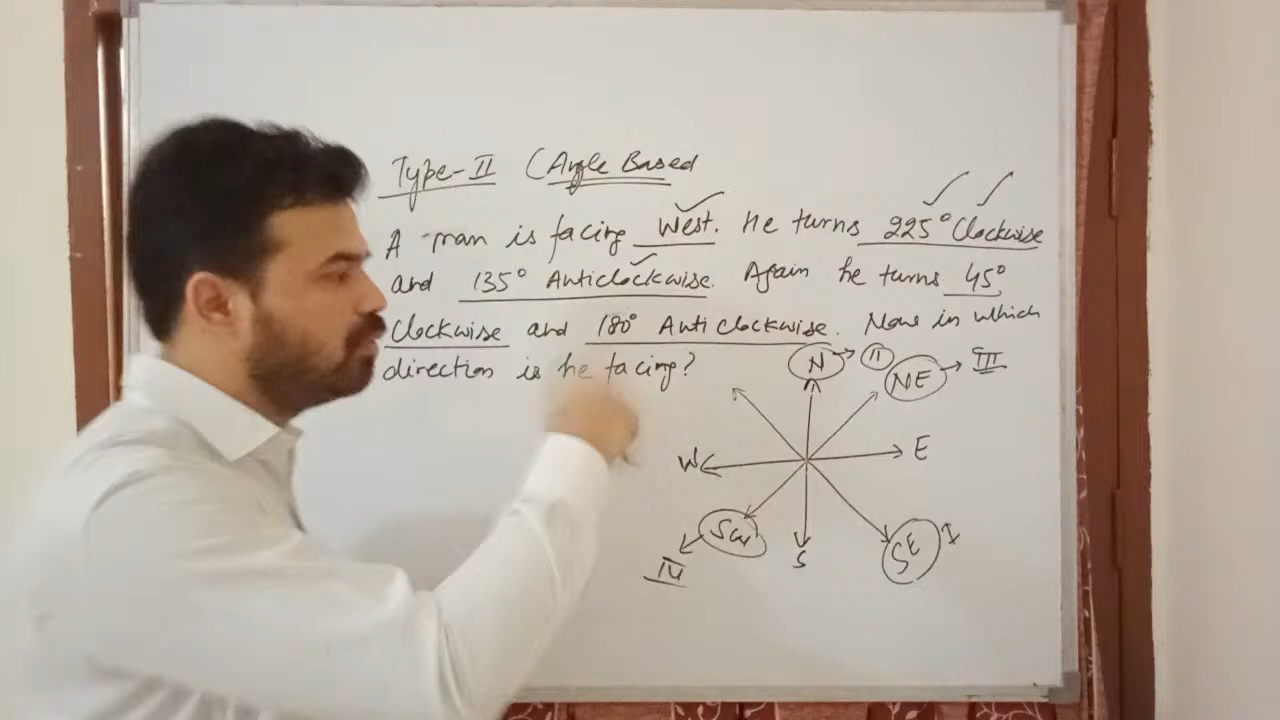 Type-II (Angle Based
A man is facing West. He turns 225° Clockwise
and 135° Anticlockwise. Again he turns 45°
Clockwise and 180° Anticlockwise. Now in which
direction is he facing?
N II
NE III
W E
SW S SE I
IV